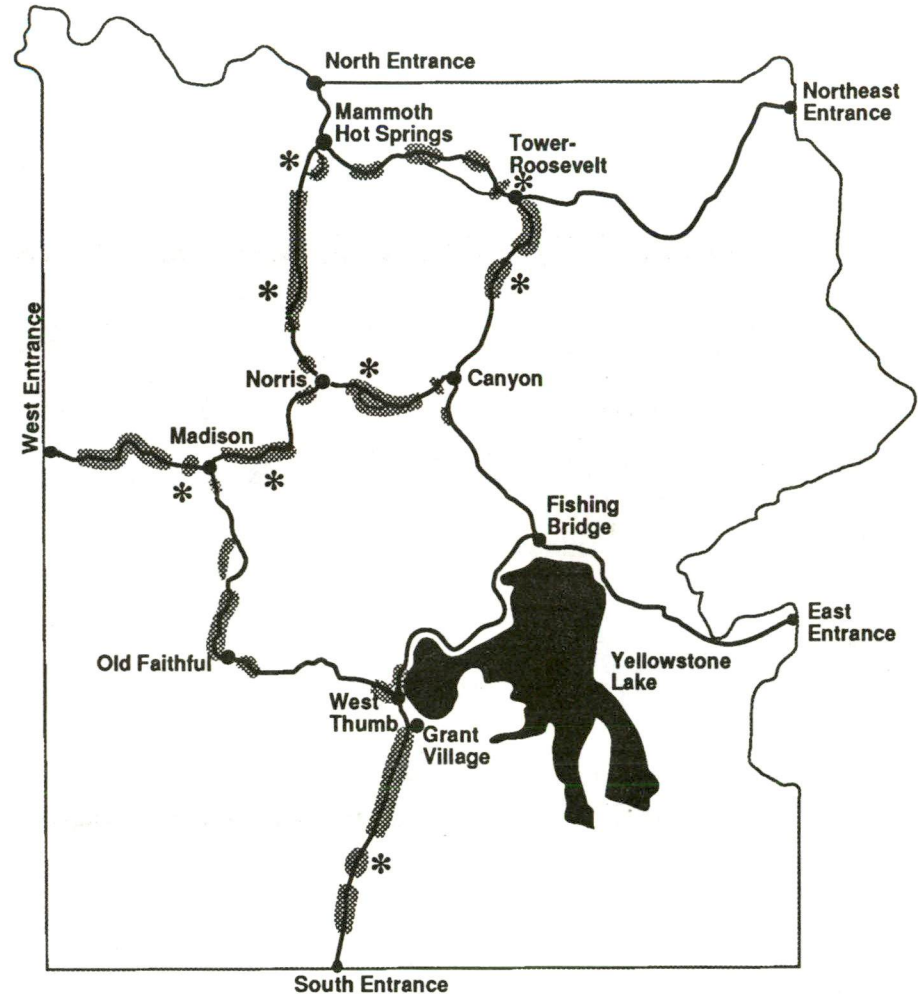 North Entrance
Mammoth
Hot Springs
Northeast
Entrance
Tower-
Roosevelt
*
*
*
*
*
West Entrance
Norris
Canyon
Madison
*
*
Fishing
Bridge
East
Entrance
Old Faithful
Yellowstone
Lake
West
Thumb
Grant
Village
*
South Entrance